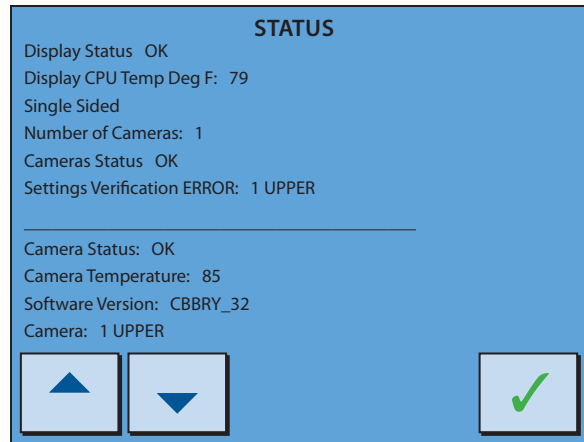 STATUS
Display Status OK
Display CPU Temp Deg F: 79
Single Sided
Number of Cameras: 1
Cameras Status OK
Settings Verification ERROR: 1 UPPER
Camera Status: OK
Camera Temperature: 85
Software Version: CBBRY_32
Camera: 1 UPPER